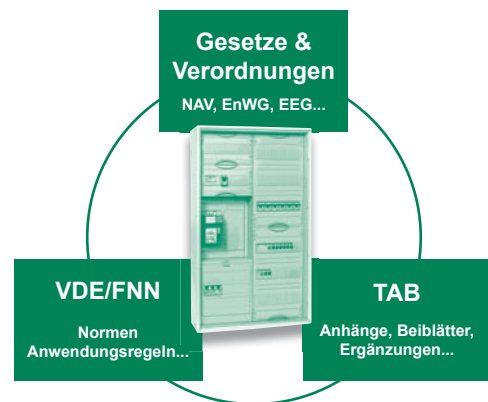 Gesetze &
Verordnungen
NAV, EnWG, EEG...
VDE/FNN
Normen
Anwendungsregeln...
TAB
Anhänge, Beiblätter,
Ergänzungen...